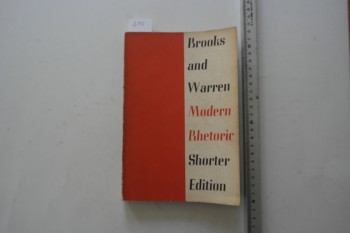 Brooks
and
Warren
Modern
Rhetoric
Shorter
Edition